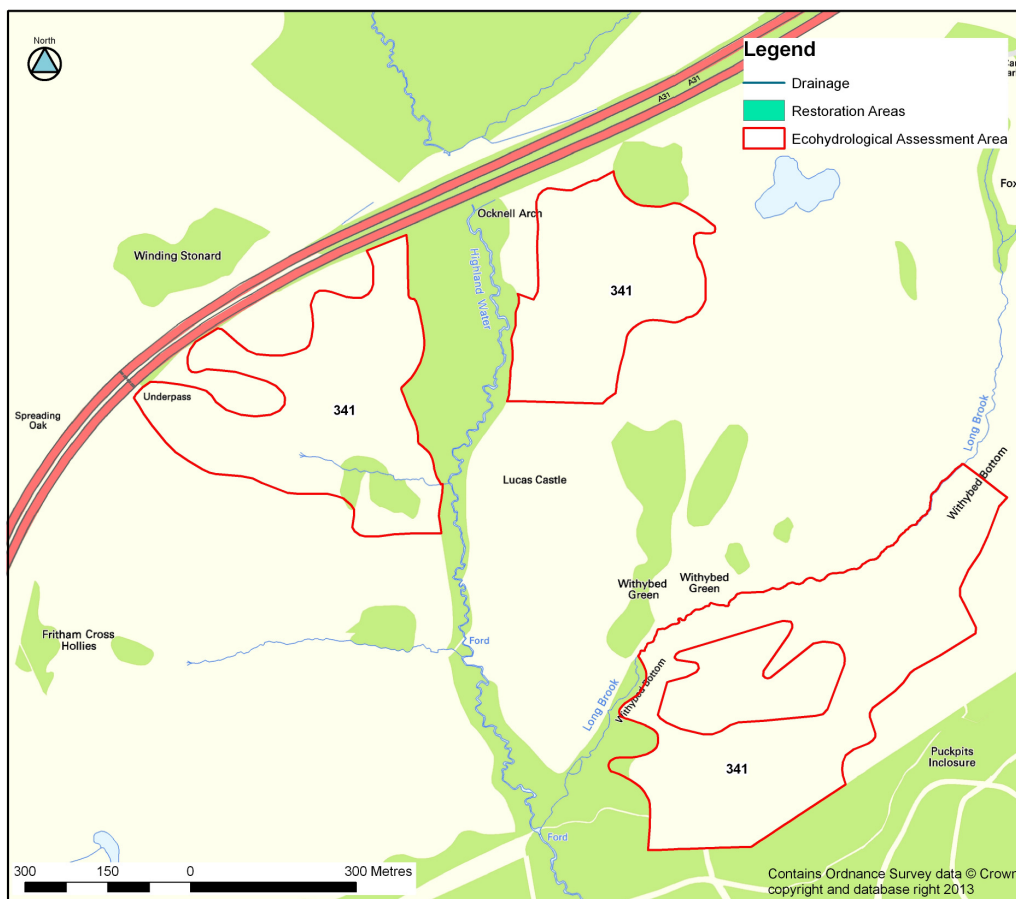 North
Legend
Drainage
Restoration Areas
Ecohydrological Assessment Area
A31
A31
Fox
Ocknell Arch
Winding Stonard
Highland Water
341
Underpass
Spreading
Oak
341
Long Brook
Lucas Castle
Withybed Bottom
Withybed
Green
Withybed
Green
Fritham Cross
Hollies
Ford
Long Brook
Withybed Bottom
Puckpits
Inclosure
341
Ford
300 150 0 300 Metres
Contains Ordnance Survey data © Crown
copyright and database right 2013